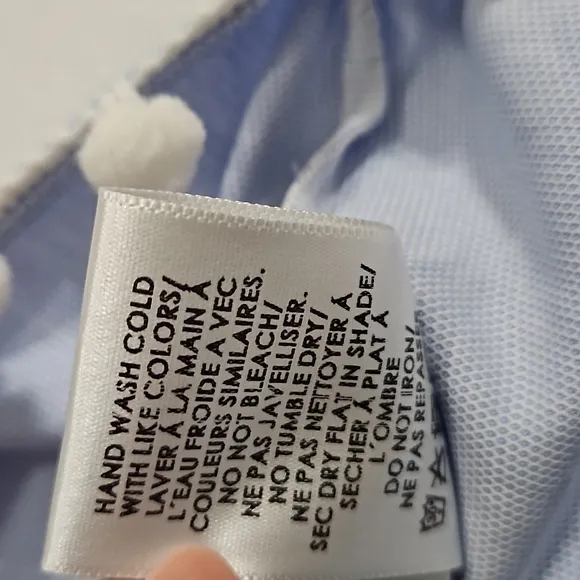 HAND WASH COLD
WITH LIKE COLORS/
LAVER Á LA MAIN Á
L'EAU FROIDE A VEC
COULEURS SIMILAIRES.
NO NOT BLEACH/
NE PAS JAVELLISER.
NO TUMBLE DRY/
NE PAS NETTOYER Á
SEC DRY FLAT IN SHADE/
SÉCHER Á PLAT Á
L'OMBRE
DO NOT IRON/
NE PAS REPASSER